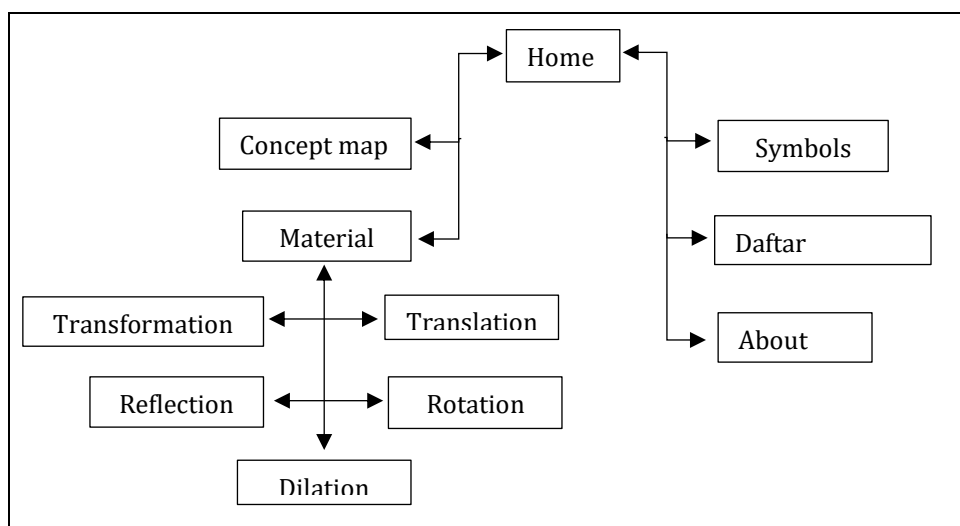 Home
Concept map
Symbols
Material
Daftar
Transformation
Translation
About
Reflection
Rotation
Dilation